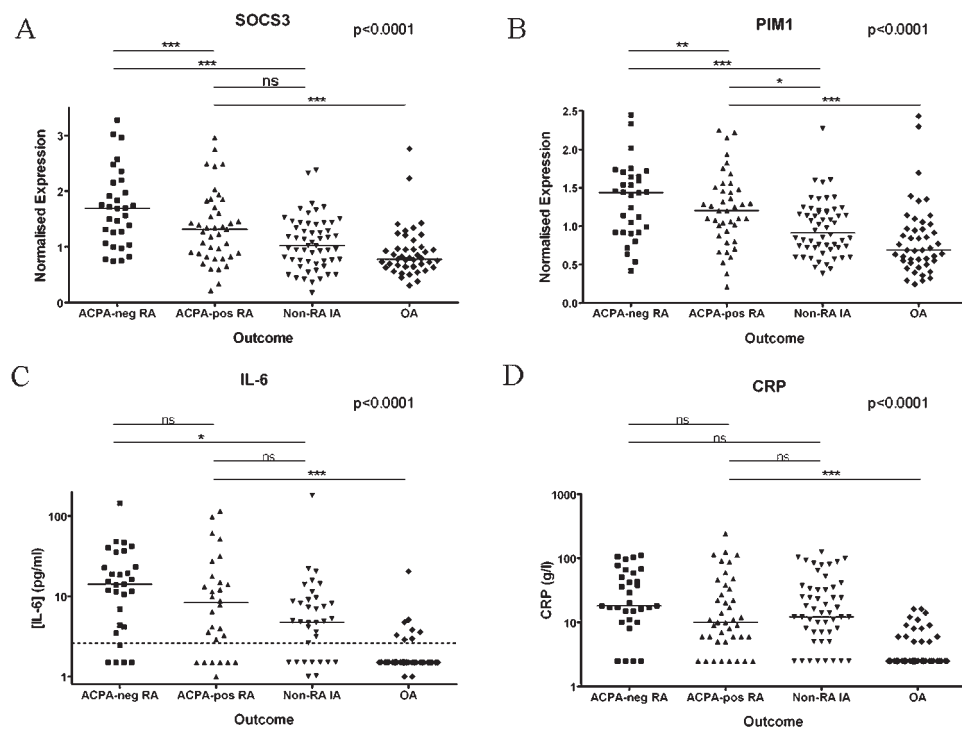 A
SOCS3
p<0.0001
***
***
ns
***
Normalised Expression
3
2
1
0
ACPA-neg RA ACPA-pos RA Non-RA IA OA
Outcome
B
PIM1
p<0.0001
**
***
*
***
Normalised Expression
2.5
2.0
1.5
1.0
0.5
0.0
ACPA-neg RA ACPA-pos RA Non-RA IA OA
Outcome
C
IL-6
p<0.0001
ns
*
ns
***
[IL-6] (pg/ml)
100
10
1
ACPA-neg RA ACPA-pos RA Non-RA IA OA
Outcome
D
CRP
p<0.0001
ns
ns
ns
***
CRP (g/l)
1000
100
10
1
ACPA-neg RA ACPA-pos RA Non-RA IA OA
Outcome